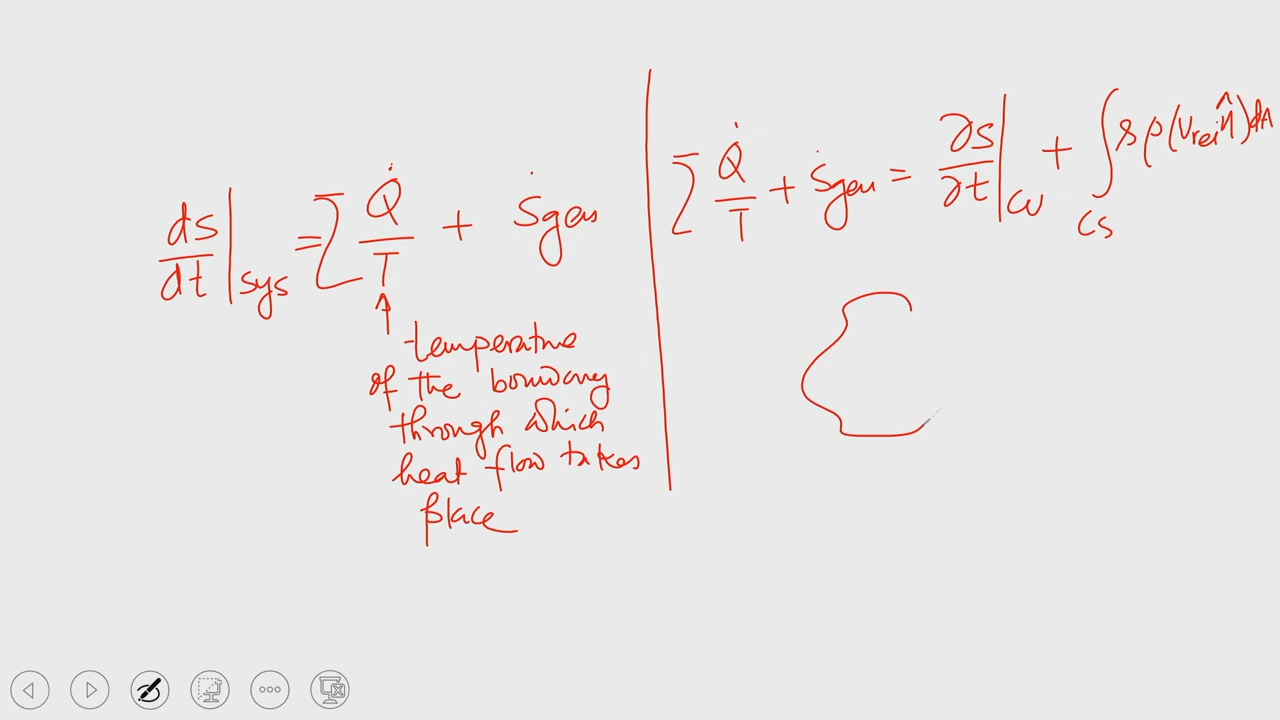 dS/dt|sys = Σ Q̇/T + Ṡgen
↑
temperature
of the boundary
through which
heat flow takes
place
Σ Q̇/T + Ṡgen = ∂S/∂t|CV + ∫CS s ρ (Vrel · n̂) dA